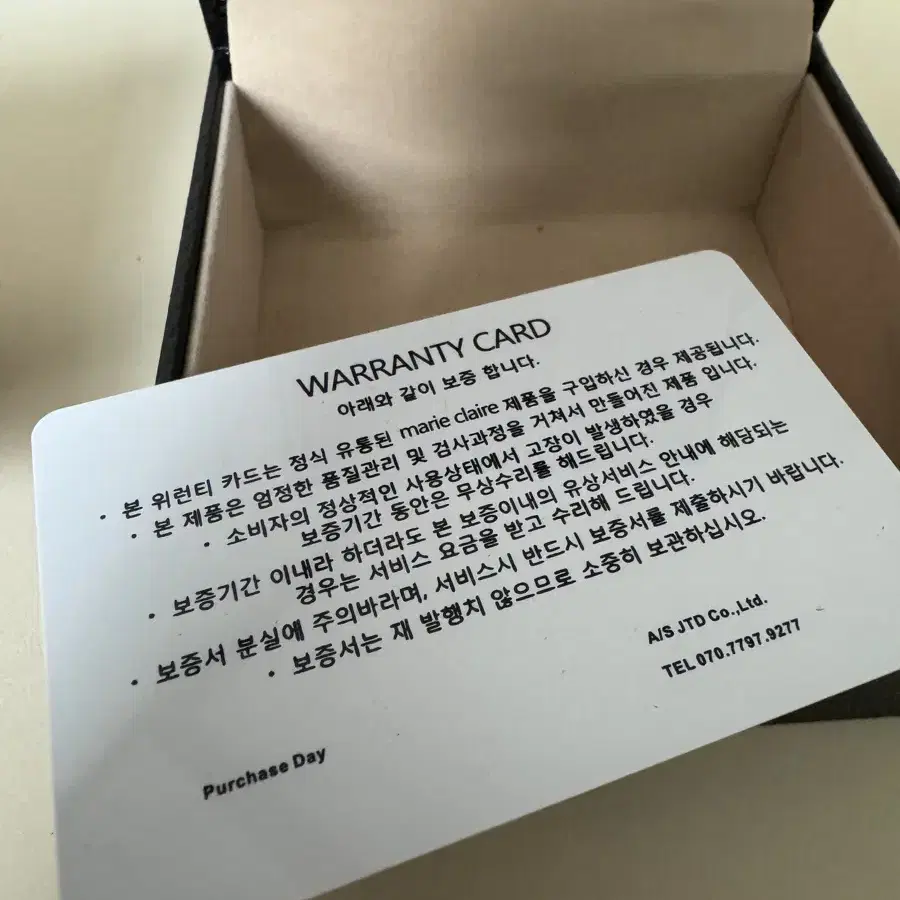 WARRANTY CARD
아래와 같이 보증 합니다.
• 본 위런티 카드는 정식 유통된 marie claire 제품을 구입하신 경우 제공됩니다.
• 본 제품은 엄정한 품질관리 및 검사과정을 거쳐서 만들어진 제품 입니다.
• 소비자의 정상적인 사용상태에서 고장이 발생하였을 경우
보증기간 동안은 무상수리를 해드립니다.
• 보증기간 이내라 하더라도 본 보증이내의 유상서비스 안내에 해당되는
경우는 서비스 요금을 받고 수리해 드립니다.
• 보증서 분실에 주의바라며, 서비스시 반드시 보증서를 제출하시기 바랍니다.
• 보증서는 재 발행치 않으므로 소중히 보관하십시오.
A/S JTD Co.,Ltd.
TEL 070.7797.9277
Purchase Day